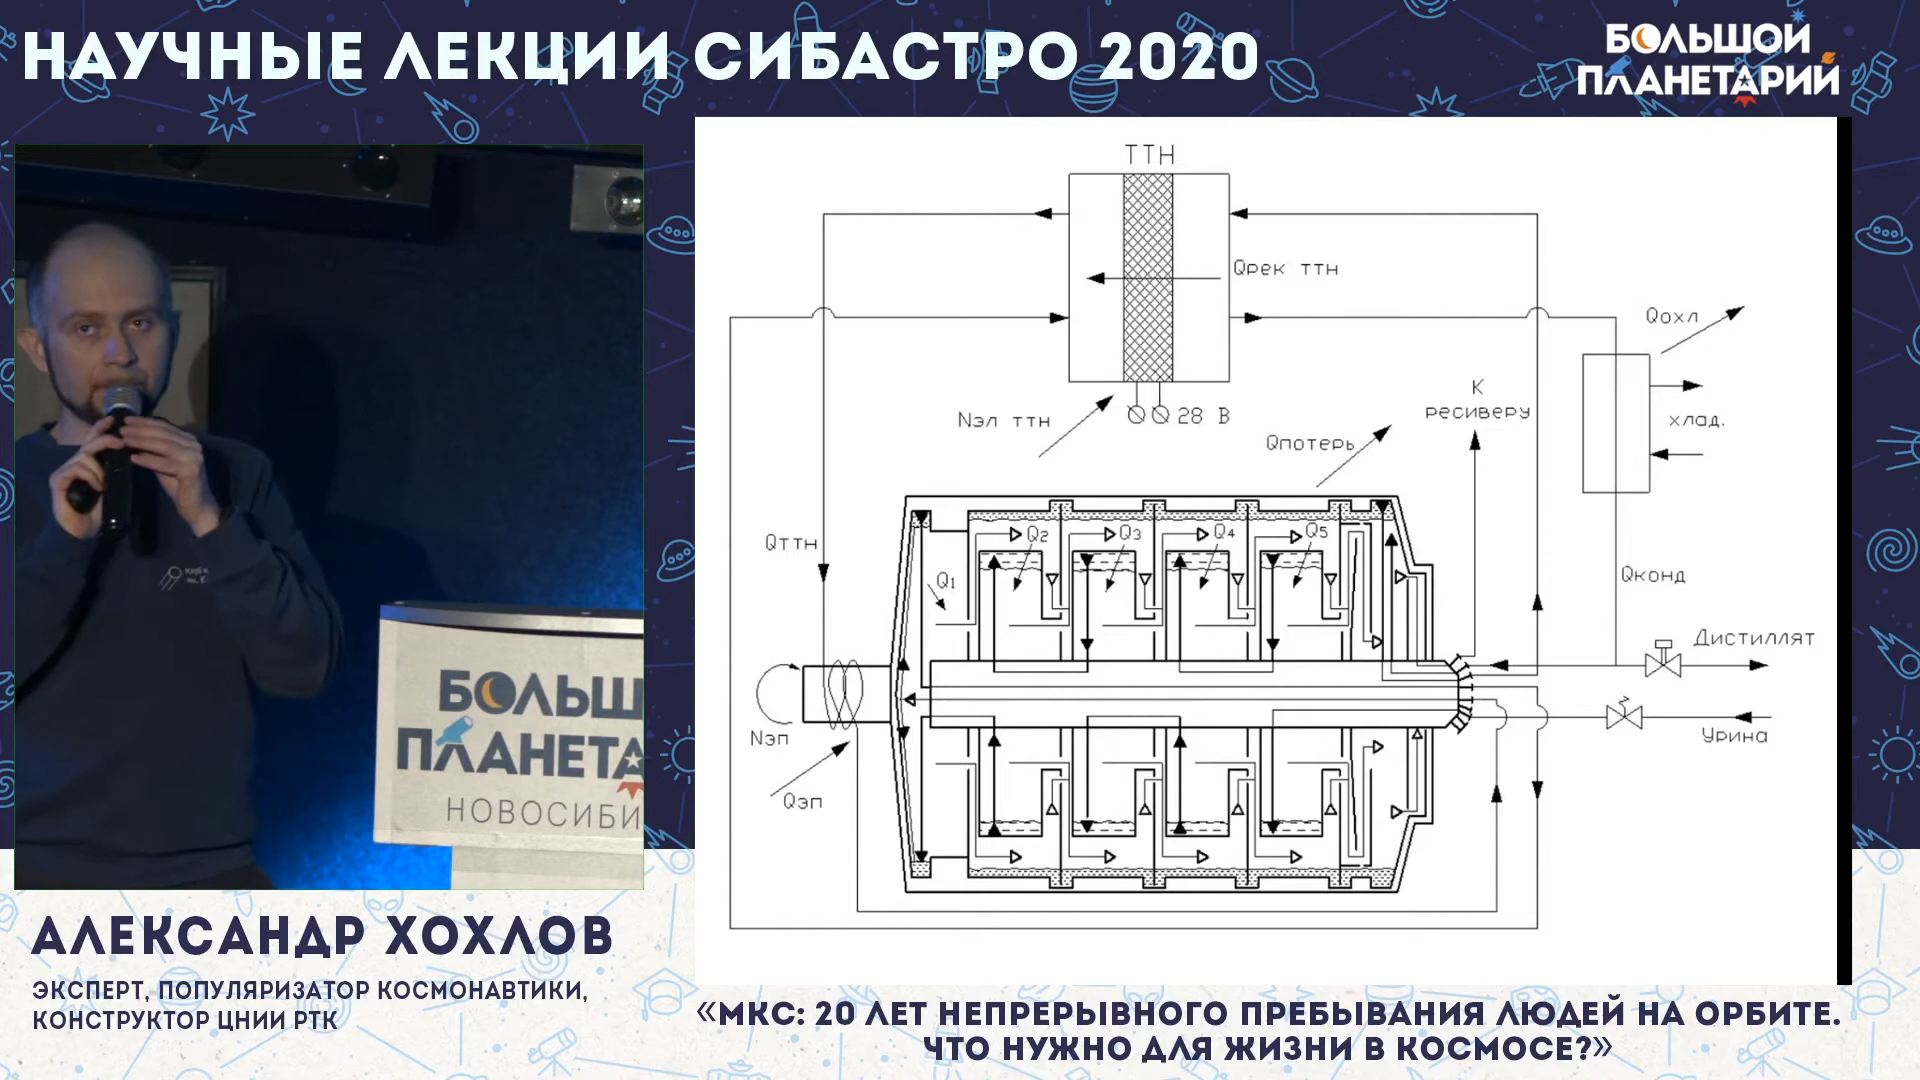 НАУЧНЫЕ ЛЕКЦИИ СИБАСТРО 2020
БОЛЬШОЙ
ПЛАНЕТАРИЙ
ТТН
Qрек ттн
Qохл
К
ресиверу
Nэл ттн
28 В
хлад.
Qпотерь
Qттн
Q1
Q2
Q3
Q4
Q5
Qконд
Дистиллят
Nэп
Урина
Qэп
БОЛЬШ
ПЛАНЕТА
НОВОСИБИ
АЛЕКСАНДР ХОХЛОВ
ЭКСПЕРТ, ПОПУЛЯРИЗАТОР КОСМОНАВТИКИ,
КОНСТРУКТОР ЦНИИ РТК
«МКС: 20 ЛЕТ НЕПРЕРЫВНОГО ПРЕБЫВАНИЯ ЛЮДЕЙ НА ОРБИТЕ.
ЧТО НУЖНО ДЛЯ ЖИЗНИ В КОСМОСЕ?»